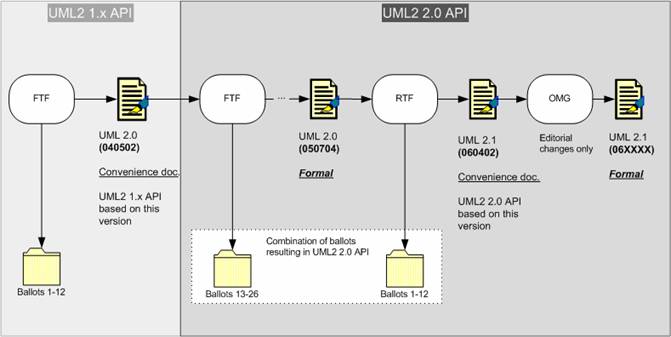 UML2 1.x API
UML2 2.0 API
FTF
FTF
...
RTF
OMG
UML 2.0
(040502)
Convenience doc.
UML2 1.x API
based on this
version
UML 2.0
(050704)
Formal
UML 2.1
(060402)
Convenience doc.
UML2 2.0 API
based on this
version
Editorial
changes only
UML 2.1
(06XXXX)
Formal
Combination of ballots
resulting in UML2 2.0 API
Ballots 1-12
Ballots 13-26
Ballots 1-12